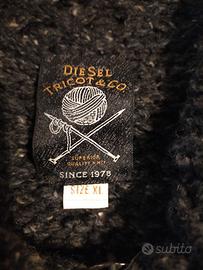 DIESEL
TRICOT & CO.
SUPERIOR
QUALITY KNIT
SINCE 1978
SIZE XL
subito